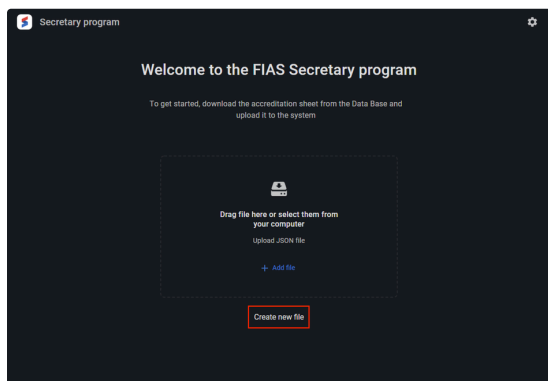 Secretary program
Welcome to the FIAS Secretary program
To get started, download the accreditation sheet from the Data Base and
upload it to the system
Drag file here or select them from
your computer
Upload JSON file
+ Add file
Create new file